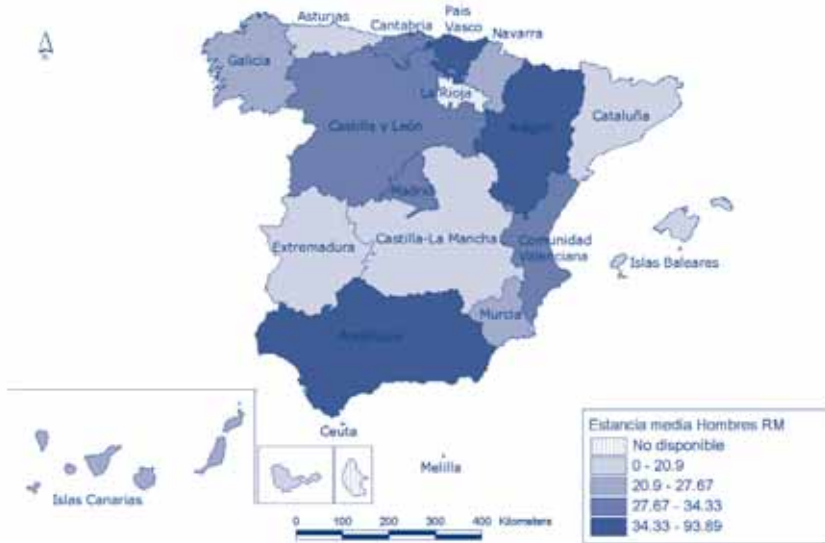 Asturias
Cantabria
Pais
Vasco
Navarra
Galicia
La Rioja
Castilla y León
Aragón
Cataluña
Madrid
Extremadura
Castilla-La Mancha
Comunidad
Valenciana
Islas Baleares
Murcia
Andalucía
Ceuta
Melilla
Islas Canarias
0 100 200 300 400 Kilometers
Estancia media Hombres RM
No disponible
0 - 20.9
20.9 - 27.67
27.67 - 34.33
34.33 - 93.89